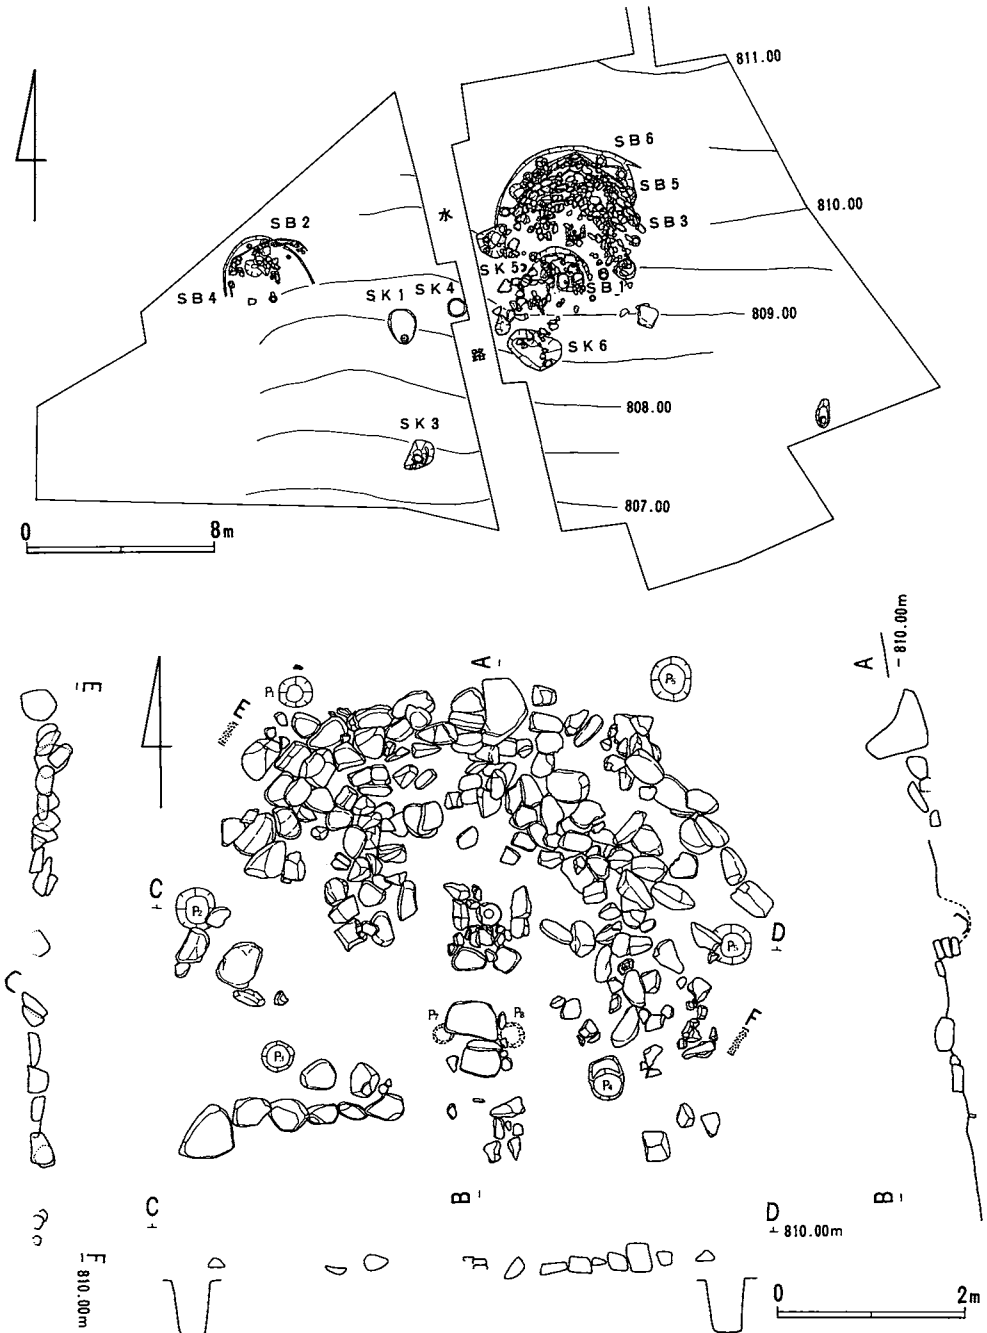 811.00
SB6
SB5
810.00
水
SB3
SB2
SK5
SB4
SK1
SK4
SB1
809.00
路
SK6
808.00
SK3
807.00
0 8m
A
810.00m
A
E
P1
P5
E
C
P2
D
P7
P8
F
P3
P4
B
B
C
D
810.00m
F
810.00m
0 2m